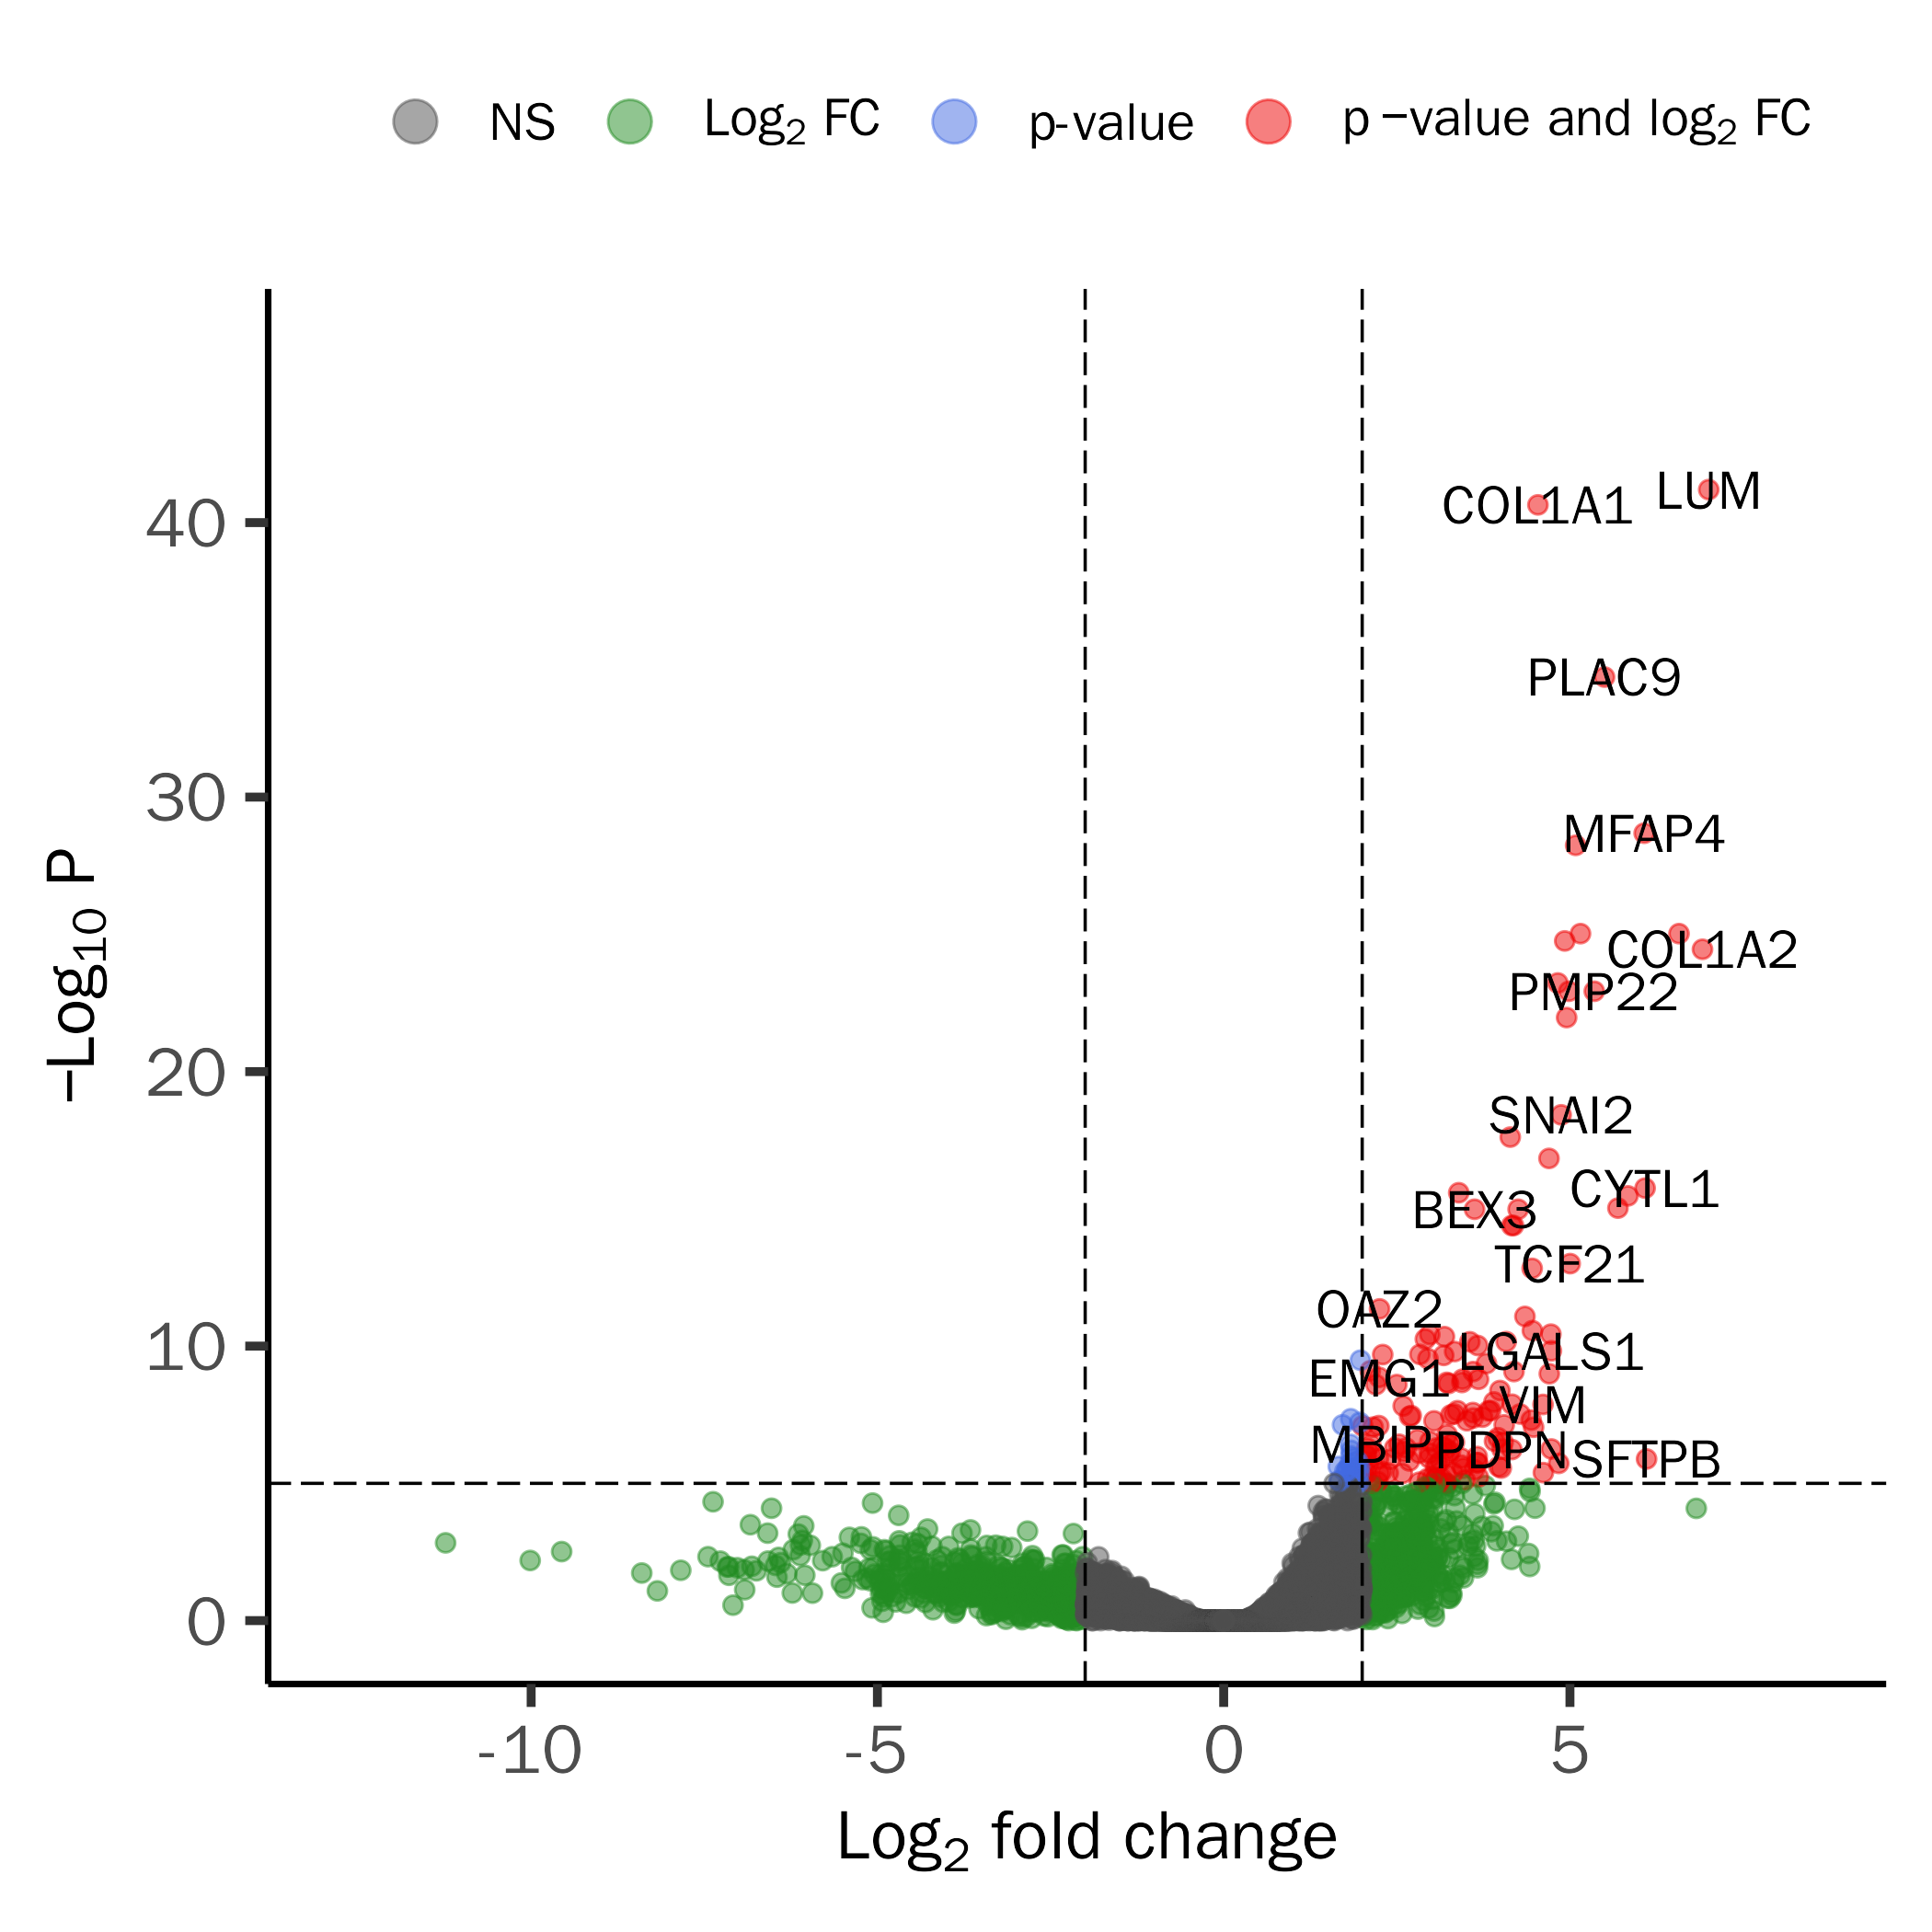 NS Log2 FC p-value p −value and log2 FC
−Log10 P
40
30
20
10
0
LUM
COL1A1
PLAC9
MFAP4
COL1A2
PMP22
SNAI2
CYTL1
BEX3
TCF21
OAZ2
LGALS1
EMG1
VIM
MBIP PDPN SFTPB
-10 -5 0 5
Log2 fold change